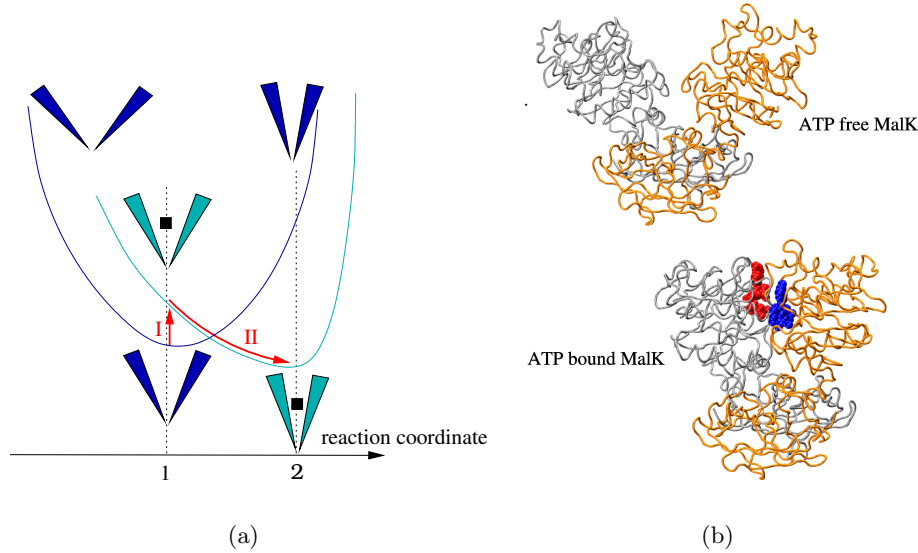 I
II
reaction coordinate
1
2
(a)
ATP free MalK
ATP bound MalK
(b)